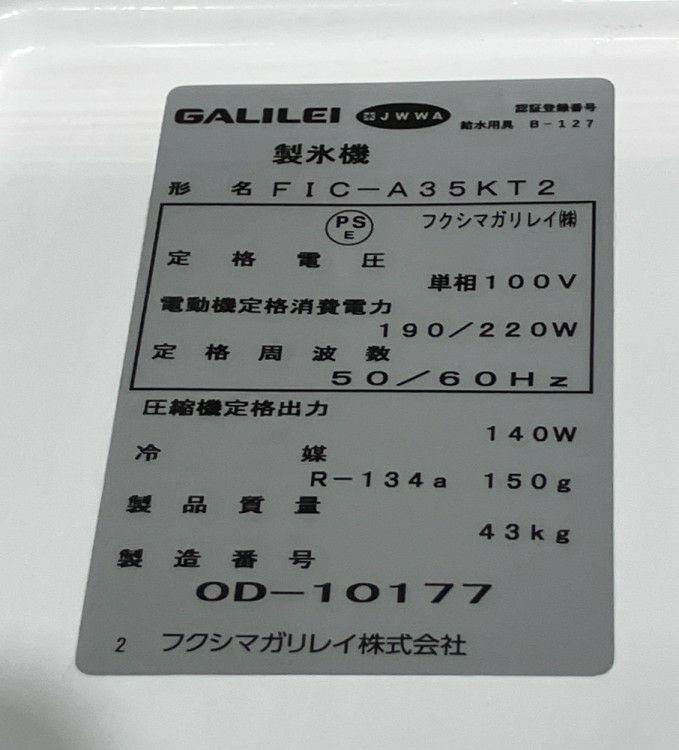 GALILEI JWWA 認証登録番号
給水用具 B-127
製氷機
形名 FIC-A35KT2
PS
E
フクシマガリレイ㈱
定格電圧
単相100V
電動機定格消費電力
190/220W
定格周波数
50/60Hz
圧縮機定格出力
140W
冷媒
R-134a 150g
製品質量
43kg
製造番号
OD-10177
2 フクシマガリレイ株式会社